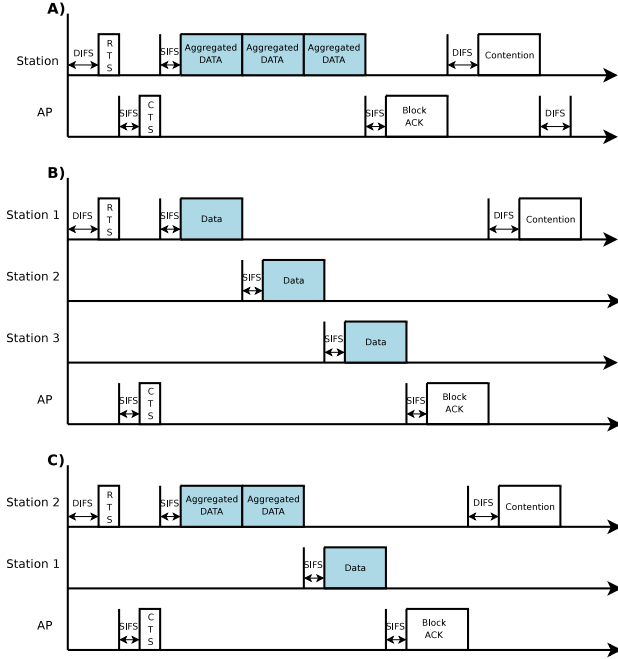 A)
Station
DIFS
R
T
S
SIFS
Aggregated
DATA
Aggregated
DATA
Aggregated
DATA
DIFS
Contention
AP
SIFS
C
T
S
SIFS
Block
ACK
DIFS
B)
Station 1
DIFS
R
T
S
SIFS
Data
DIFS
Contention
Station 2
SIFS
Data
Station 3
SIFS
Data
AP
SIFS
C
T
S
SIFS
Block
ACK
C)
Station 2
DIFS
R
T
S
SIFS
Aggregated
DATA
Aggregated
DATA
DIFS
Contention
Station 1
SIFS
Data
AP
SIFS
C
T
S
SIFS
Block
ACK